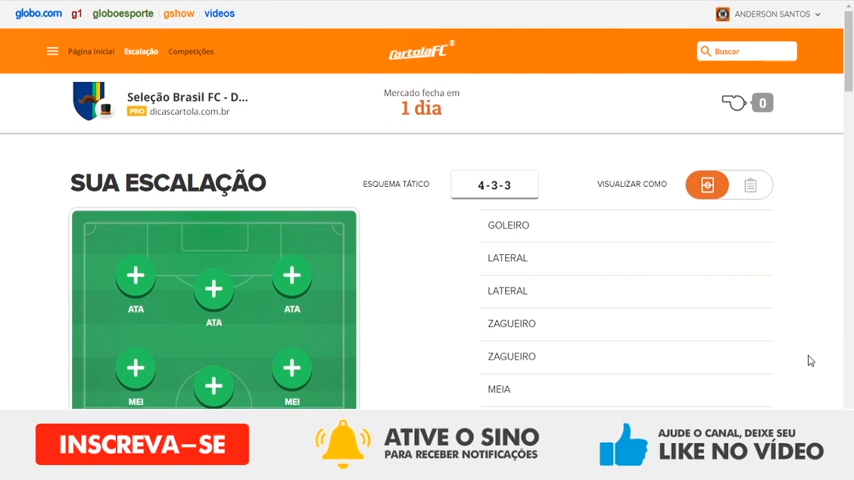 globo.com g1 globoesporte gshow vídeos
ANDERSON SANTOS
Página Inicial Escalação Competições
CartolaFC®
Buscar
Seleção Brasil FC - D...
PRO dicascartola.com.br
Mercado fecha em
1 dia
0
SUA ESCALAÇÃO
ESQUEMA TÁTICO
4-3-3
VISUALIZAR COMO
GOLEIRO
LATERAL
LATERAL
ZAGUEIRO
ZAGUEIRO
MEIA
ATA
ATA
ATA
MEI
MEI
INSCREVA-SE
ATIVE O SINO
PARA RECEBER NOTIFICAÇÕES
AJUDE O CANAL, DEIXE SEU
LIKE NO VÍDEO